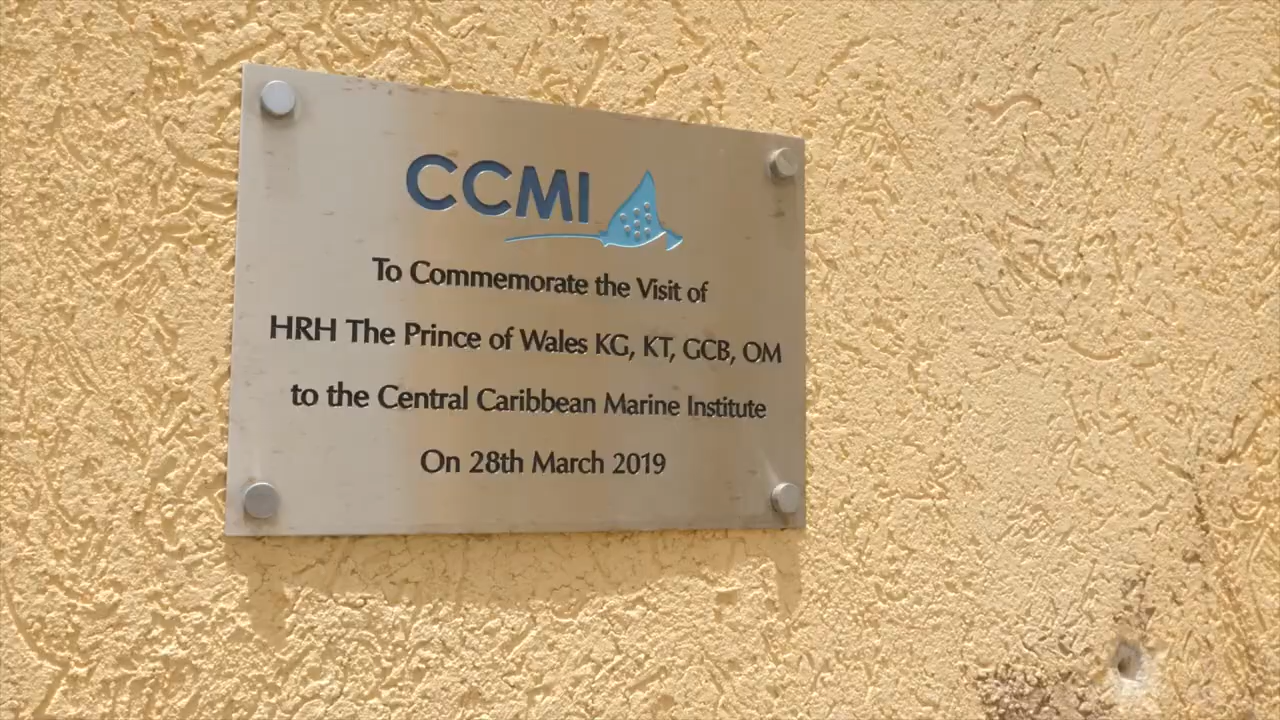 CCMI
To Commemorate the Visit of
HRH The Prince of Wales KG, KT, GCB, OM
to the Central Caribbean Marine Institute
On 28th March 2019